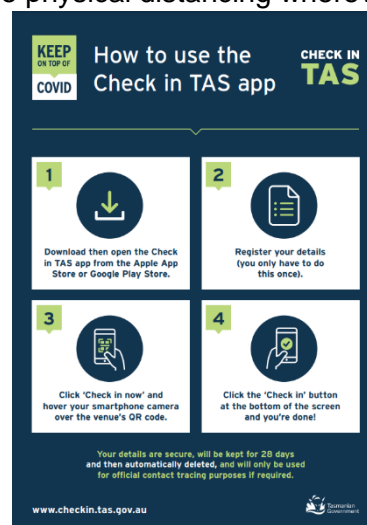 physical distancing where
KEEP
ON TOP OF
COVID
How to use the
Check in TAS app
CHECK IN
TAS
1
Download then open the Check
in TAS app from the Apple App
Store or Google Play Store.
2
Register your details
(you only have to do
this once).
3
Click 'Check in now' and
hover your smartphone camera
over the venue's QR code.
4
Click the 'Check in' button
at the bottom of the screen
and you're done!
Your details are secure, will be kept for 28 days
and then automatically deleted, and will only be used
for official contact tracing purposes if required.
www.checkin.tas.gov.au
Tasmanian
Government